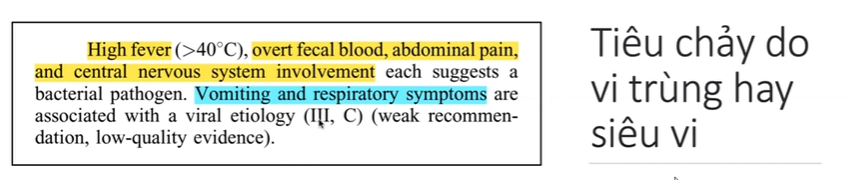 High fever (>40°C), overt fecal blood, abdominal pain,
and central nervous system involvement each suggests a
bacterial pathogen. Vomiting and respiratory symptoms are
associated with a viral etiology (III, C) (weak recommen-
dation, low-quality evidence).
Tiêu chảy do
vi trùng hay
siêu vi